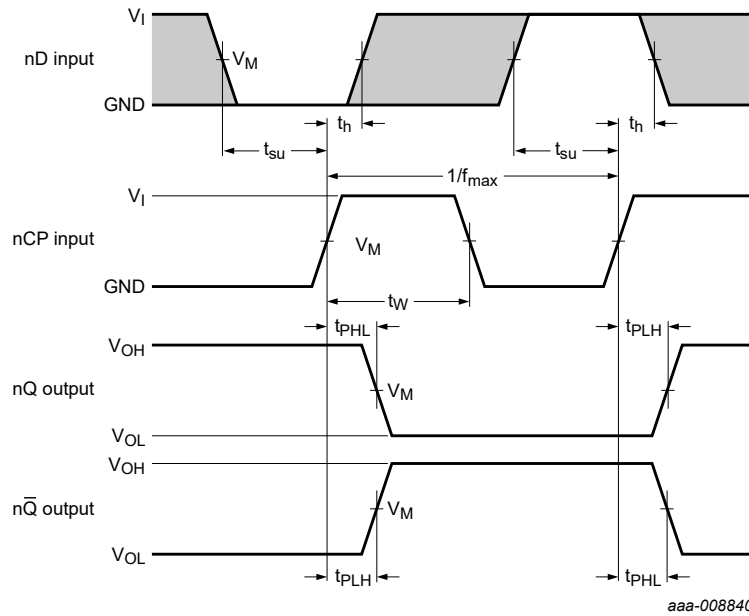 V_I
nD input
V_M
GND
t_h
t_h
t_su
t_su
1/f_max
V_I
nCP input
V_M
GND
t_W
t_PHL
t_PLH
V_OH
nQ output
V_M
V_OL
V_OH
nQ̅ output
V_M
V_OL
t_PLH
t_PHL
aaa-008840